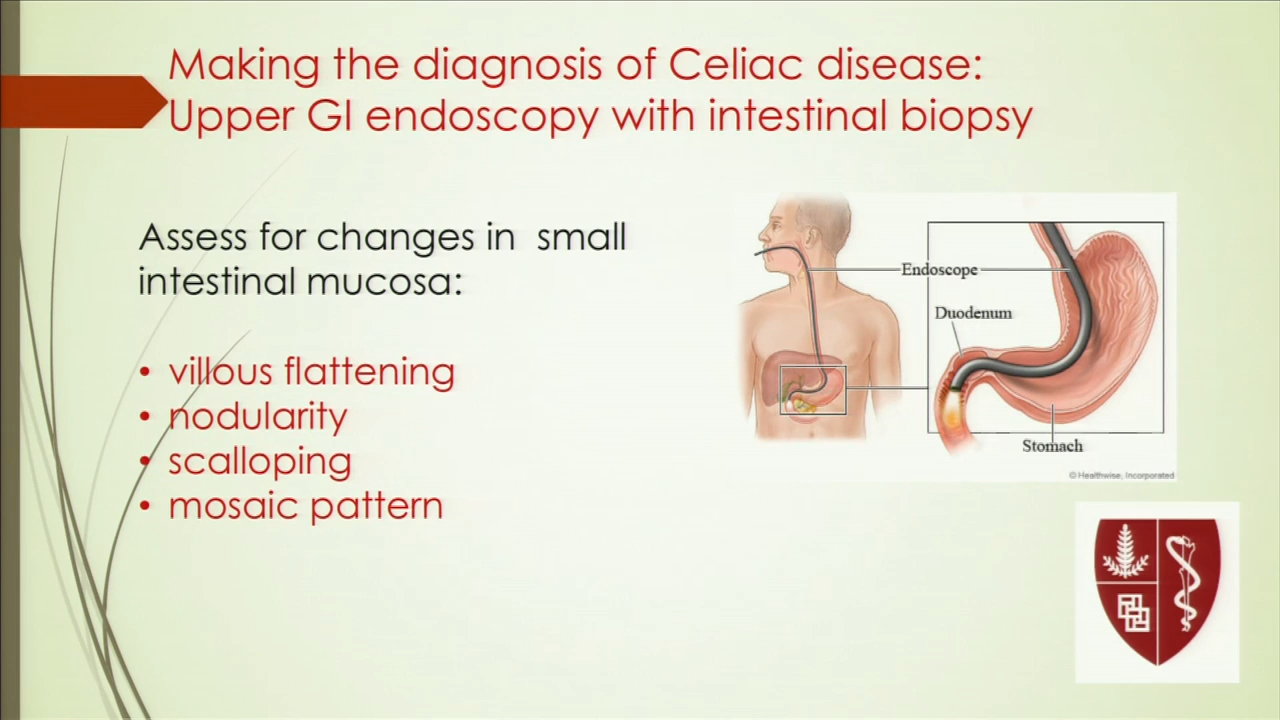 Making the diagnosis of Celiac disease:
Upper GI endoscopy with intestinal biopsy
Assess for changes in small
intestinal mucosa:
• villous flattening
• nodularity
• scalloping
• mosaic pattern
Endoscope
Duodenum
Stomach
© Healthwise, Incorporated